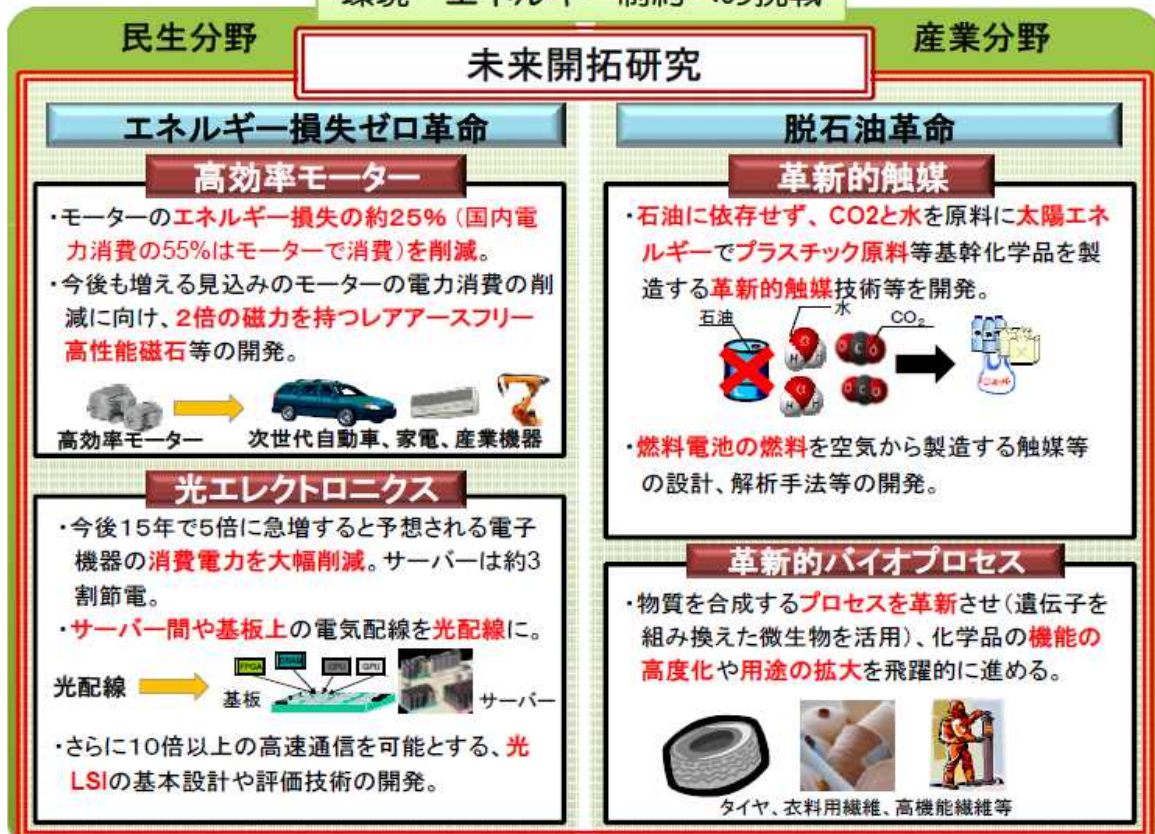 環境・エネルギー制約への挑戦
民生分野
産業分野
未来開拓研究
エネルギー損失ゼロ革命
高効率モーター
・モーターのエネルギー損失の約25%(国内電
力消費の55%はモーターで消費)を削減。
・今後も増える見込みのモーターの電力消費の削
減に向け、2倍の磁力を持つレアアースフリー
高性能磁石等の開発。
高効率モーター
次世代自動車、家電、産業機器
光エレクトロニクス
・今後15年で5倍に急増すると予想される電子
機器の消費電力を大幅削減。サーバーは約3
割節電。
・サーバー間や基板上の電気配線を光配線に。
光配線
FPGA
DRAM
CPU
GPU
基板
サーバー
・さらに10倍以上の高速通信を可能とする、光
LSIの基本設計や評価技術の開発。
脱石油革命
革新的触媒
・石油に依存せず、CO2と水を原料に太陽エネ
ルギーでプラスチック原料等基幹化学品を製
造する革新的触媒技術等を開発。
石油
水
CO₂
O
H H
O C O
O
H H
O C O
・燃料電池の燃料を空気から製造する触媒等
の設計、解析手法等の開発。
革新的バイオプロセス
・物質を合成するプロセスを革新させ(遺伝子を
組み換えた微生物を活用)、化学品の機能の
高度化や用途の拡大を飛躍的に進める。
タイヤ、衣料用繊維、高機能繊維等